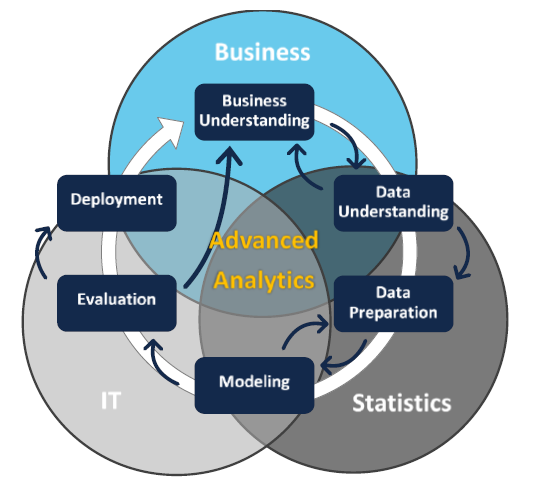 Business
Business
Understanding
Deployment
Data
Understanding
Advanced
Analytics
Evaluation
Data
Preparation
Modeling
IT
Statistics